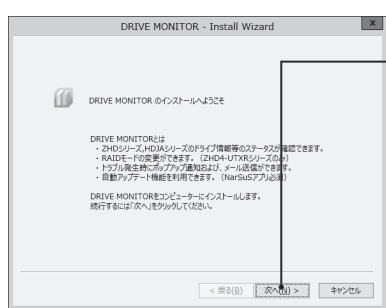 DRIVE MONITOR - Install Wizard
x
DRIVE MONITOR のインストールへようこそ
DRIVE MONITORとは
・ ZHDシリーズ,HDJAシリーズのドライブ情報等のステータスが確認できます。
・ RAIDモードの変更ができます。（ZHD4-UTXRシリーズのみ）
・ トラブル発生時にポップアップ通知および、メール送信ができます。
・ 自動アップデート機能を利用できます。（NarSuSアプリ必須）
DRIVE MONITORをコンピューターにインストールします。
続行するには「次へ」をクリックしてください。
< 戻る(B)
次へ(N) >
キャンセル